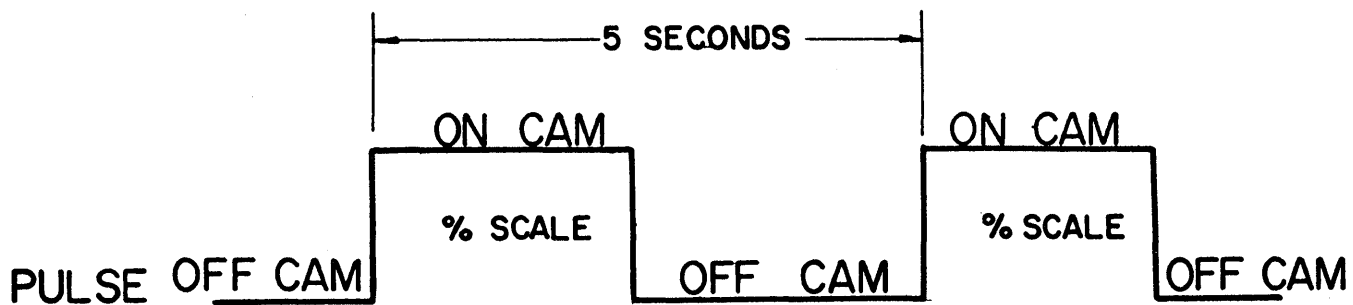 5 SECONDS
ON CAM ON CAM
% SCALE % SCALE
PULSE OFF CAM OFF CAM OFF CAM